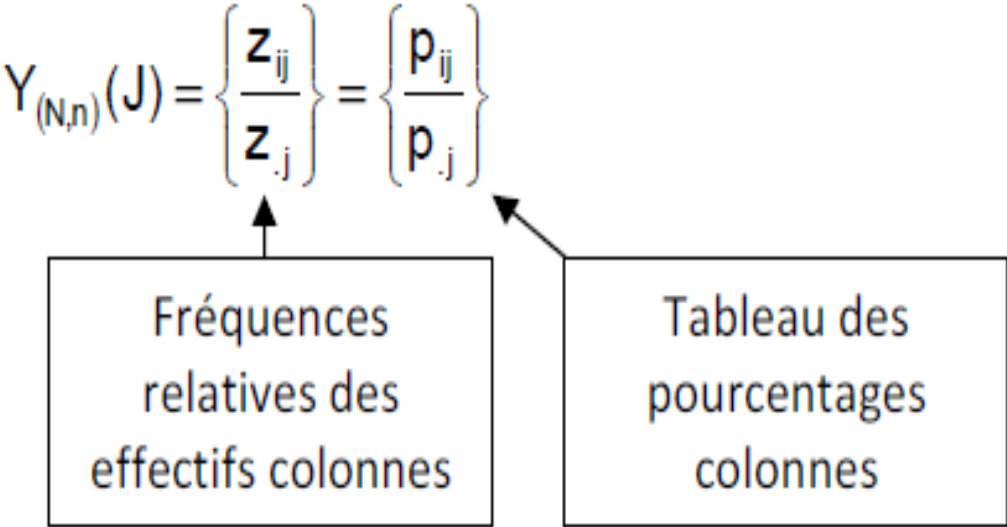 Y(N,n)(J) = { zij / z.j } = { pij / p.j }
Fréquences
relatives des
effectifs colonnes
Tableau des
pourcentages
colonnes